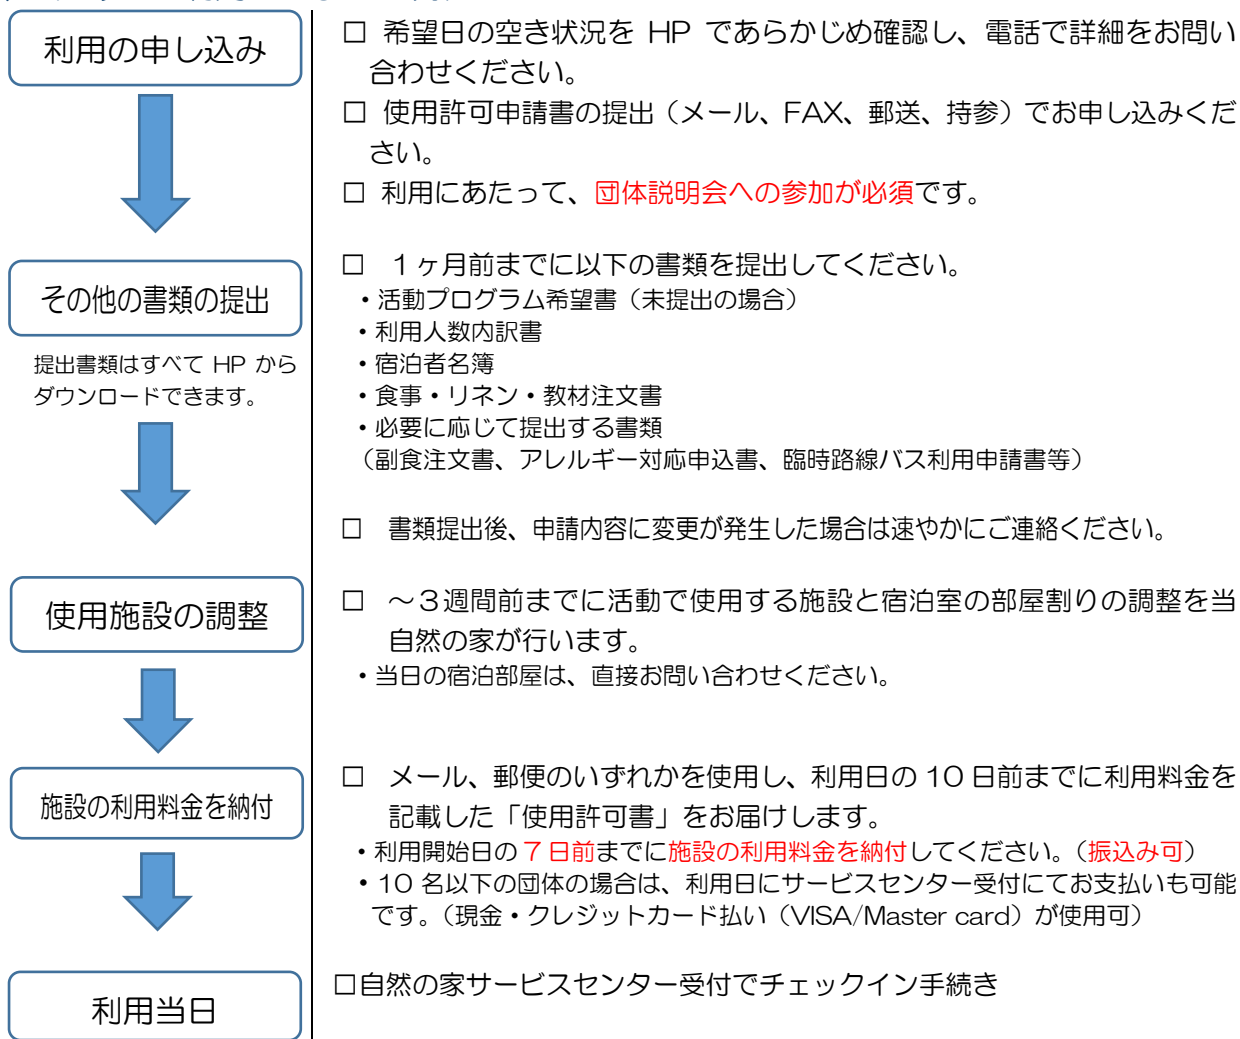 利用の申し込み
□ 希望日の空き状況を HP であらかじめ確認し、電話で詳細をお問い
合わせください。
□ 使用許可申請書の提出（メール、FAX、郵送、持参）でお申し込みくだ
さい。
□ 利用にあたって、団体説明会への参加が必須です。
その他の書類の提出
提出書類はすべて HP から
ダウンロードできます。
□ 1ヶ月前までに以下の書類を提出してください。
・活動プログラム希望書（未提出の場合）
・利用人数内訳書
・宿泊者名簿
・食事・リネン・教材注文書
・必要に応じて提出する書類
（副食注文書、アレルギー対応申込書、臨時路線バス利用申請書等）
□ 書類提出後、申請内容に変更が発生した場合は速やかにご連絡ください。
使用施設の調整
□ ～3週間前までに活動で使用する施設と宿泊室の部屋割りの調整を当
自然の家が行います。
・当日の宿泊部屋は、直接お問い合わせください。
施設の利用料金を納付
□ メール、郵便のいずれかを使用し、利用日の 10 日前までに利用料金を
記載した「使用許可書」をお届けします。
・利用開始日の7日前までに施設の利用料金を納付してください。（振込み可）
・10 名以下の団体の場合は、利用日にサービスセンター受付にてお支払いも可能
です。（現金・クレジットカード払い（VISA/Master card）が使用可）
利用当日
□自然の家サービスセンター受付でチェックイン手続き